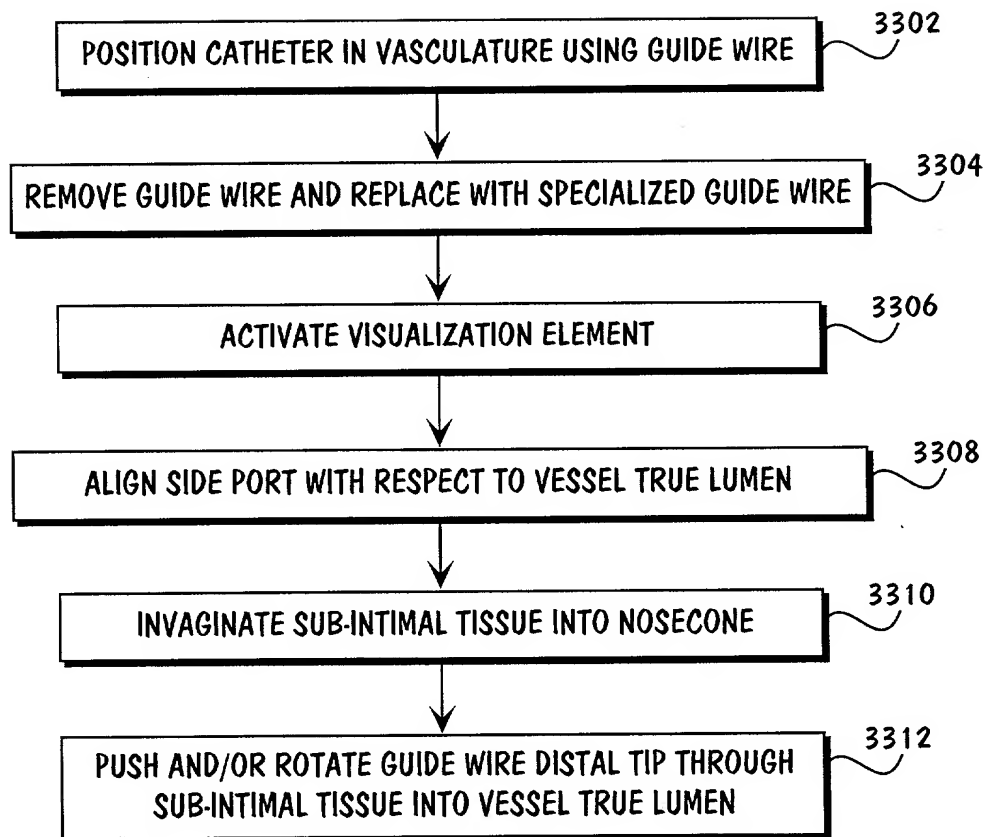 3302
POSITION CATHETER IN VASCULATURE USING GUIDE WIRE
3304
REMOVE GUIDE WIRE AND REPLACE WITH SPECIALIZED GUIDE WIRE
3306
ACTIVATE VISUALIZATION ELEMENT
3308
ALIGN SIDE PORT WITH RESPECT TO VESSEL TRUE LUMEN
3310
INVAGINATE SUB-INTIMAL TISSUE INTO NOSECONE
3312
PUSH AND/OR ROTATE GUIDE WIRE DISTAL TIP THROUGH
SUB-INTIMAL TISSUE INTO VESSEL TRUE LUMEN